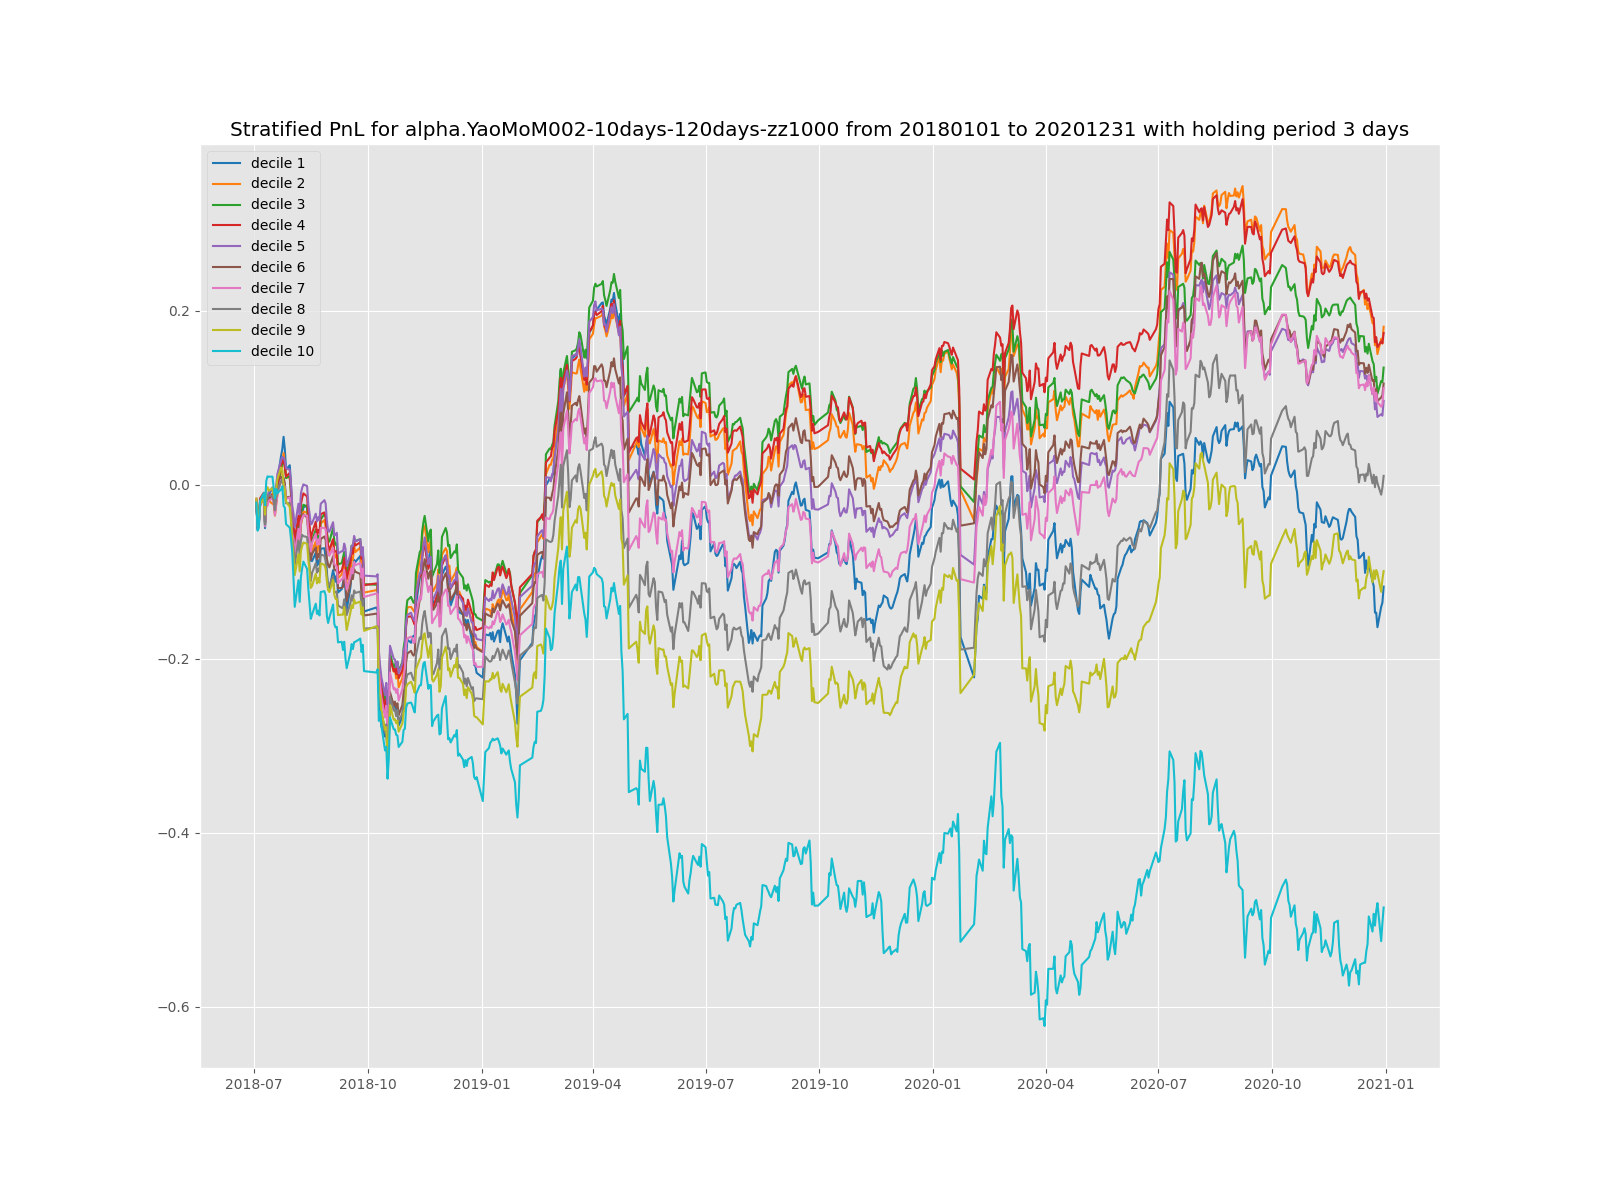 Stratified PnL for alpha.YaoMoM002-10days-120days-zz1000 from 20180101 to 20201231 with holding period 3 days
decile 1
decile 2
decile 3
decile 4
decile 5
decile 6
decile 7
decile 8
decile 9
decile 10
0.2
0.0
−0.2
−0.4
−0.6
2018-07 2018-10 2019-01 2019-04 2019-07 2019-10 2020-01 2020-04 2020-07 2020-10 2021-01